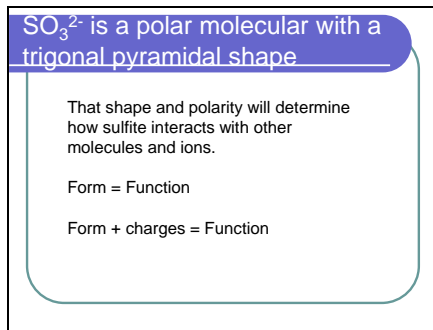 SO₃²⁻ is a polar molecular with a
trigonal pyramidal shape
That shape and polarity will determine
how sulfite interacts with other
molecules and ions.
Form = Function
Form + charges = Function